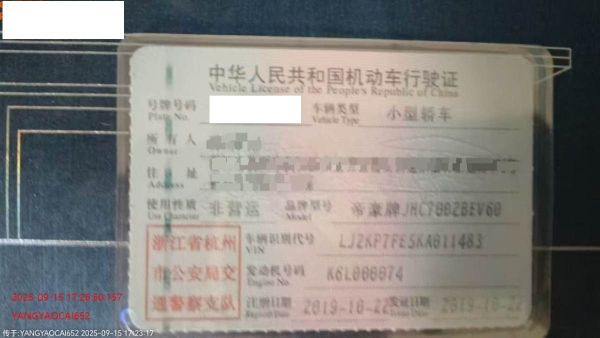 中华人民共和国机动车行驶证
Vehicle License of the People's Republic of China
号牌号码 车辆类型 小型轿车
Plate No. Vehicle Type
所有人
Owner
住址
Address
使用性质 非营运 品牌型号 帝豪牌JHC7002BEV60
Use Character Model
浙江省杭州 车辆识别代号 LJ2KP7FE5KA011483
VIN
市公安局交 发动机号码 K6L000074
Engine No.
通警察支队 注册日期 2019-10-22 发证日期 2019-10-22
Register Date Issue Date
2025-09-15 17:26:50:157
YANGYAOCAI652
传于:YANGYAOCAI652 2025-09-15 17:23:17